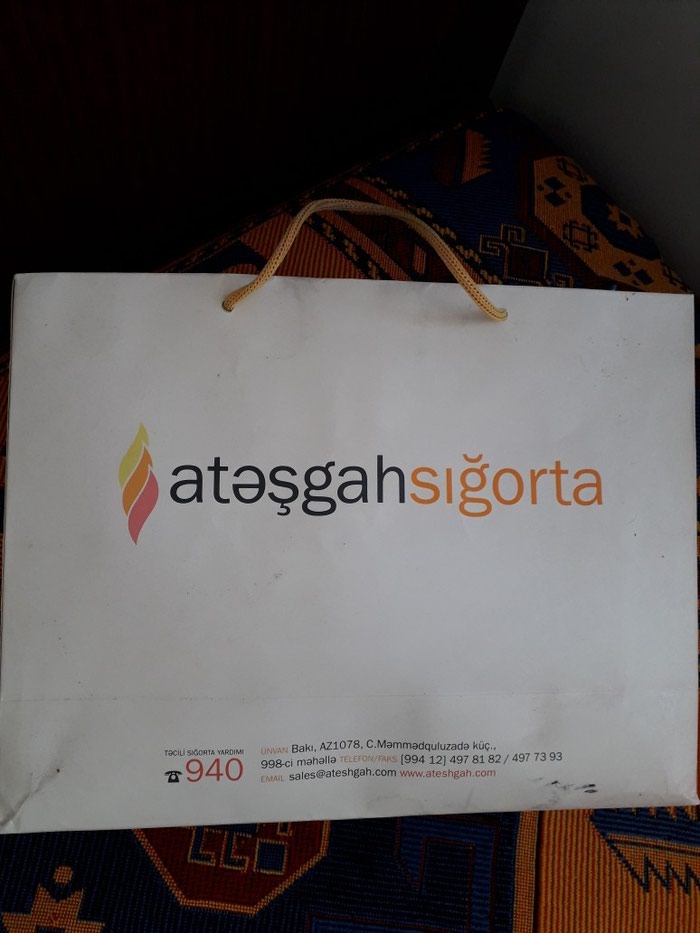 atəşgahsığorta
TƏCİLİ SIĞORTA YARDIMI
☎940
ÜNVAN Bakı, AZ1078, C.Məmmədquluzadə küç.,
998-ci məhəllə TELEFON/FAKS [994 12] 497 81 82 / 497 73 93
EMAIL sales@ateshgah.com www.ateshgah.com